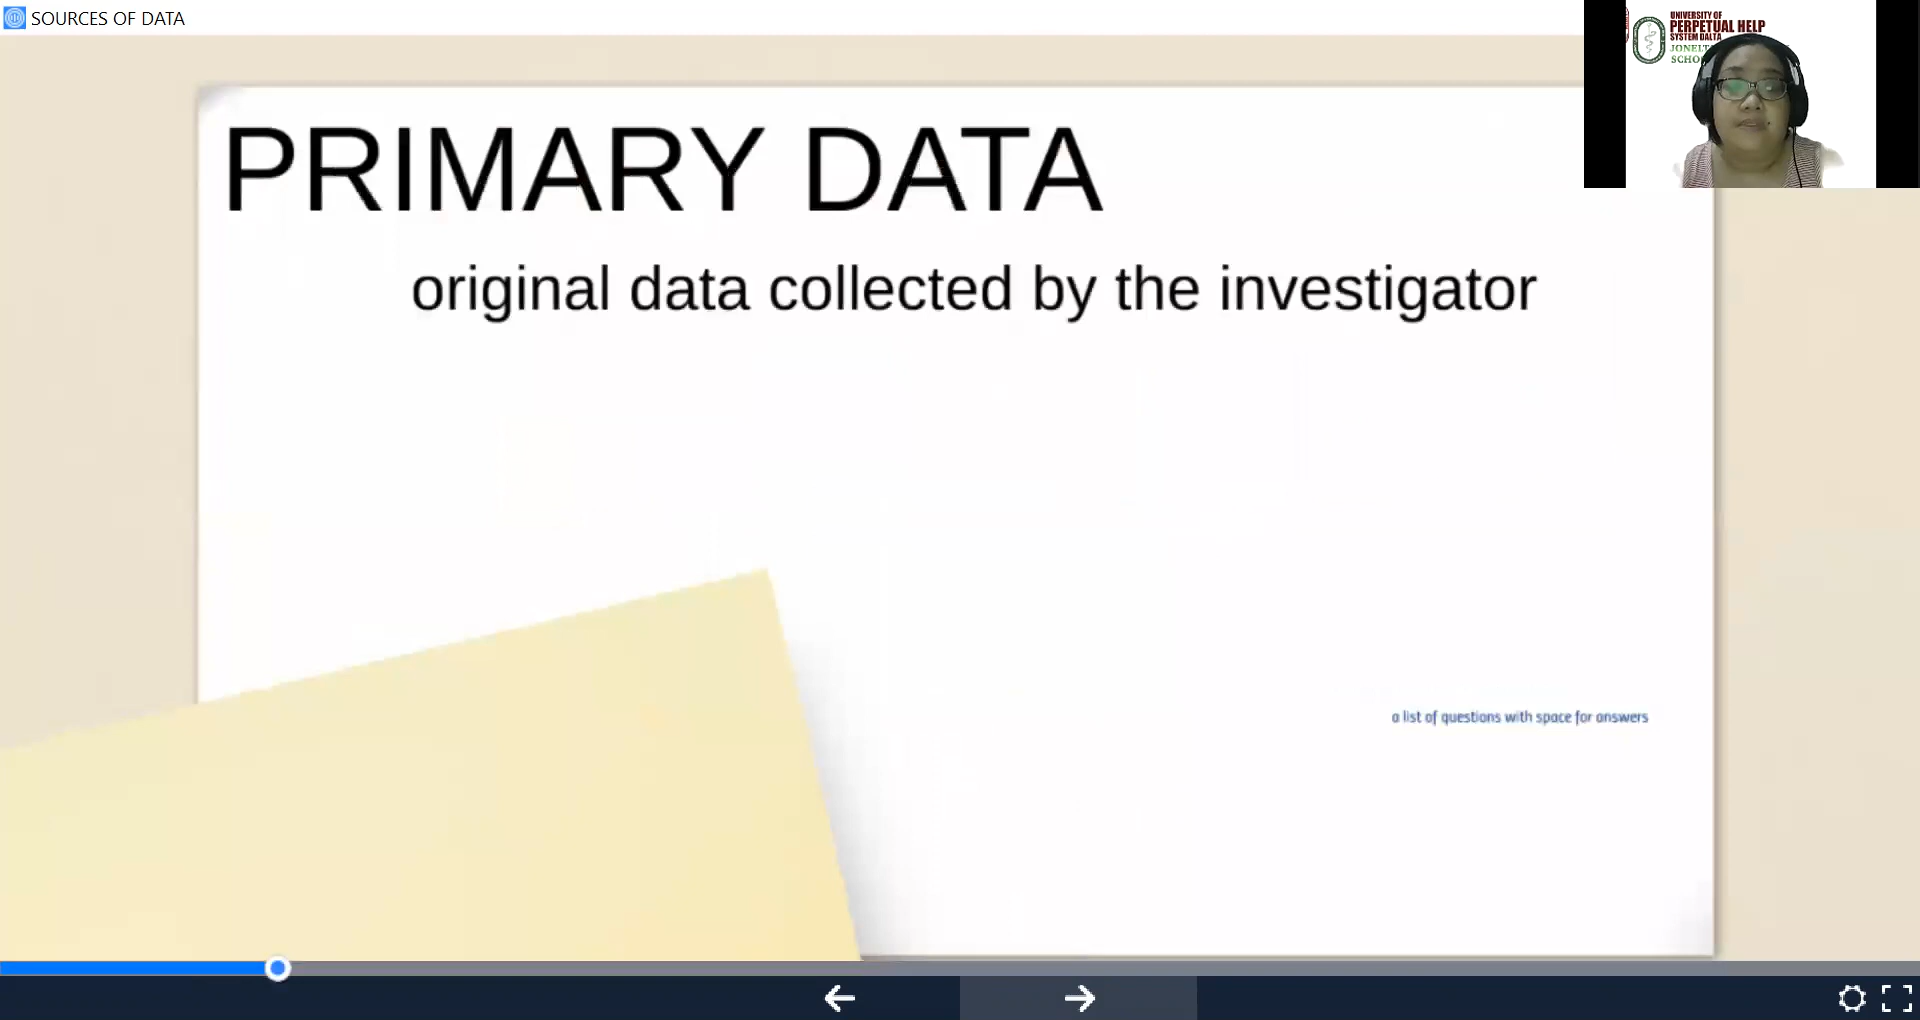 SOURCES OF DATA
UNIVERSITY OF
PERPETUAL HELP
SYSTEM DALTA
PRIMARY DATA
original data collected by the investigator
a list of questions with space for answers